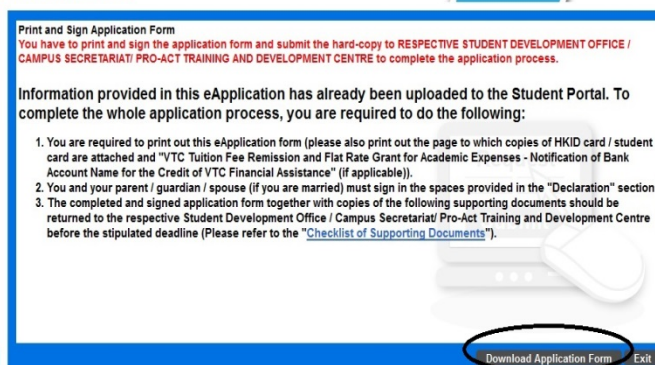 Print and Sign Application Form
You have to print and sign the application form and submit the hard-copy to RESPECTIVE STUDENT DEVELOPMENT OFFICE /
CAMPUS SECRETARIAT/ PRO-ACT TRAINING AND DEVELOPMENT CENTRE to complete the application process.
Information provided in this eApplication has already been uploaded to the Student Portal. To
complete the whole application process, you are required to do the following:
1. You are required to print out this eApplication form (please also print out the page to which copies of HKID card / student
card are attached and "VTC Tuition Fee Remission and Flat Rate Grant for Academic Expenses - Notification of Bank
Account Name for the Credit of VTC Financial Assistance" (if applicable)).
2. You and your parent / guardian / spouse (if you are married) must sign in the spaces provided in the "Declaration" section
3. The completed and signed application form together with copies of the following supporting documents should be
returned to the respective Student Development Office / Campus Secretariat/ Pro-Act Training and Development Centre
before the stipulated deadline (Please refer to the "Checklist of Supporting Documents").
Download Application Form Exit